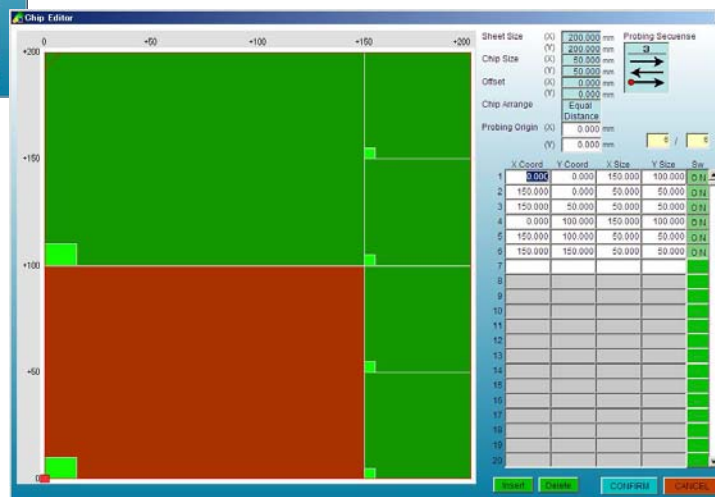 Chip Editor
0 +50 +100 +150 +200
+200
+150
+100
+50
0
Sheet Size (X) 200.000 mm
(Y) 200.000 mm
Chip Size (X) 50.000 mm
(Y) 50.000 mm
Offset (X) 0.000 mm
(Y) 0.000 mm
Chip Arrange Equal
Distance
Probing Origin (X) 0.000 mm
(Y) 0.000 mm
Probing Secuense
3
0 / 0
X Coord Y Coord X Size Y Size Sw
1 0.000 0.000 150.000 100.000 ON
2 150.000 0.000 50.000 50.000 ON
3 150.000 50.000 50.000 50.000 ON
4 0.000 100.000 150.000 100.000 ON
5 150.000 100.000 50.000 50.000 ON
6 150.000 150.000 50.000 50.000 ON
7
8
9
10
11
12
13
14
15
16
17
18
19
20
Insert Delete CONFIRM CANCEL